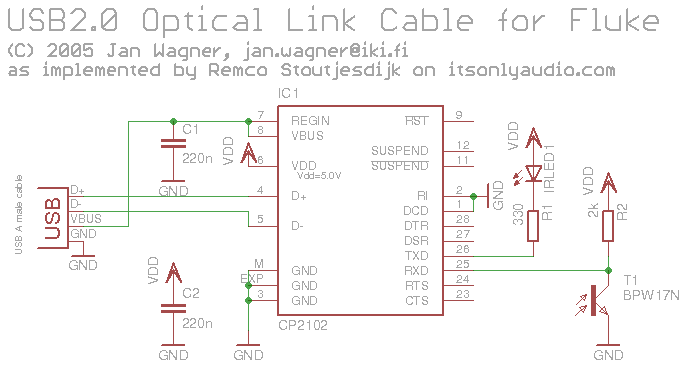 USB2.0 Optical Link Cable for Fluke
(C) 2005 Jan Wagner, jan.wagner@iki.fi
as implemented by Remco Stoutjesdijk on itsonlyaudio.com
IC1
7 REGIN RST 9
8 VBUS
C1
220n
GND
VDD
6 VDD
Vdd=5.0V
SUSPEND 12
SUSPEND 11
VDD
IRLED1
330
R1
VDD
2k
R2
USB A male cable
USB
D+
D-
VBUS
GND
GND
4 D+
5 D-
RI 2
DCD 1
GND
DTR 28
DSR 27
TXD 26
RXD 25
RTS 24
CTS 23
M GND
EXP GND
3 GND
CP2102
GND
VDD
C2
220n
GND
T1
BPW17N
GND